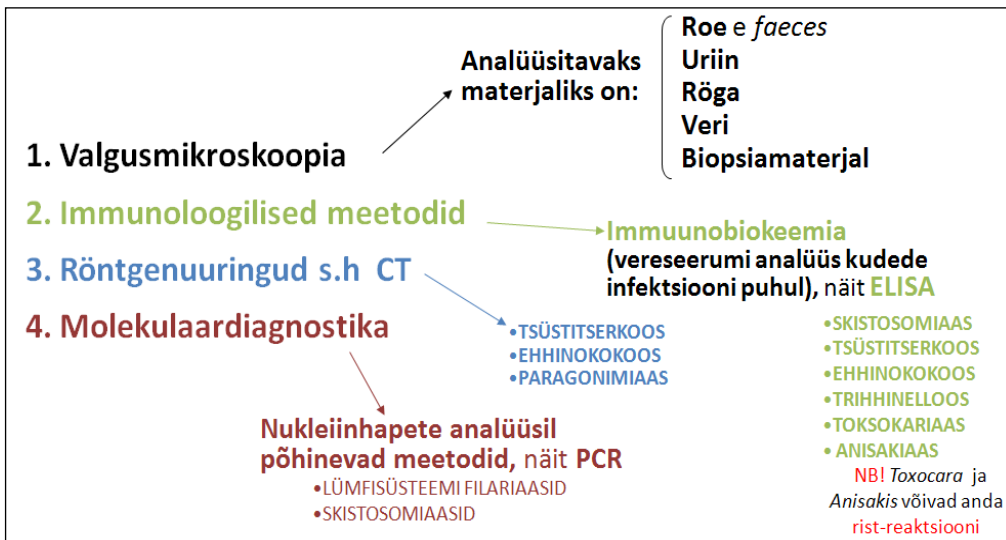 1. Valgusmikroskoopia
Analüüsitavaks
materjaliks on:
Roe e faeces
Uriin
Röga
Veri
Biopsiamaterjal
2. Immunoloogilised meetodid
Immuunobiokeemia
(vereseerumi analüüs kudede
infektsiooni puhul), näit ELISA
•SKISTOSOMIAAS
•TSÜSTITSERKOOS
•EHHINOKOKOOS
•TRIHHINELLOOS
•TOKSOKARIAAS
•ANISAKIAAS
NB! Toxocara ja
Anisakis võivad anda
rist-reaktsiooni
3. Röntgenuuringud s.h CT
•TSÜSTITSERKOOS
•EHHINOKOKOOS
•PARAGONIMIAAS
4. Molekulaardiagnostika
Nukleiinhapete analüüsil
põhinevad meetodid, näit PCR
•LÜMFISÜSTEEMI FILARIAASID
•SKISTOSOMIAASID